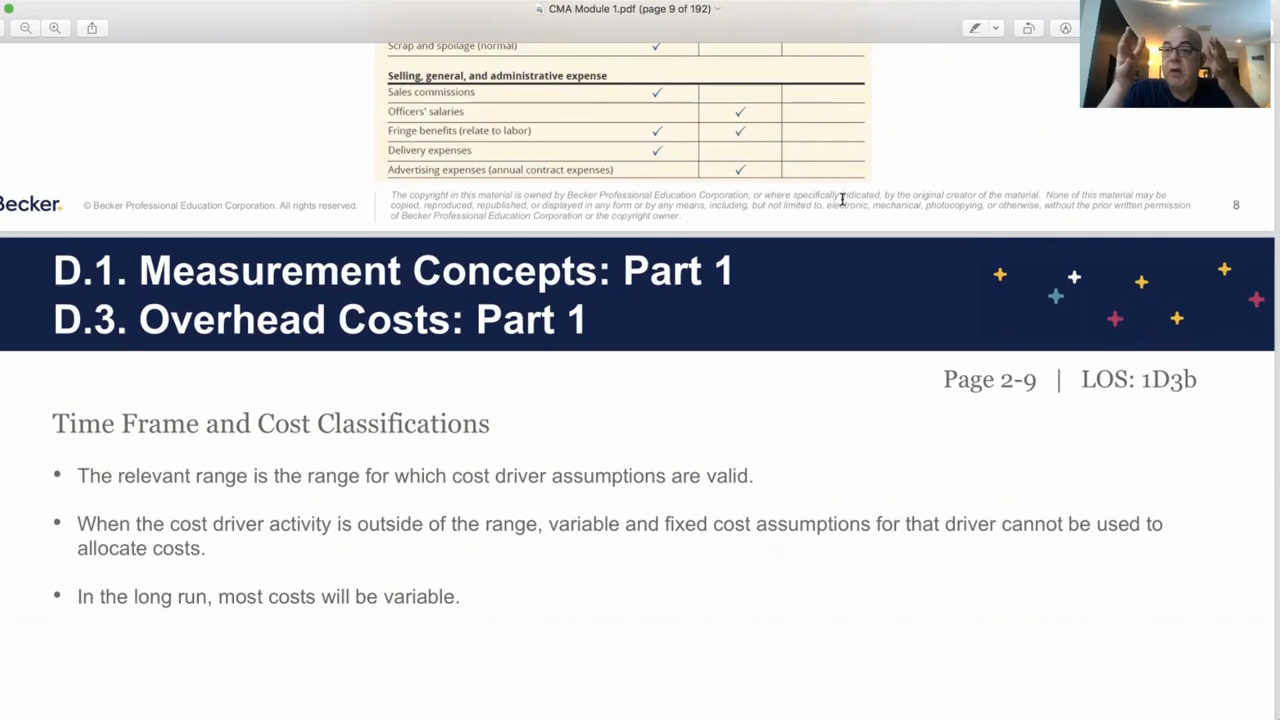 CMA Module 1.pdf (page 9 of 192)
Scrap and spoilage (normal) ✓
Selling, general, and administrative expense
Sales commissions ✓
Officers' salaries ✓
Fringe benefits (relate to labor) ✓ ✓
Delivery expenses ✓
Advertising expenses (annual contract expenses) ✓
Becker.
© Becker Professional Education Corporation. All rights reserved.
The copyright in this material is owned by Becker Professional Education Corporation, or where specifically indicated, by the original creator of the material. None of this material may be
copied, reproduced, republished, or displayed in any form or by any means, including, but not limited to, electronic, mechanical, photocopying, or otherwise, without the prior written permission
of Becker Professional Education Corporation or the copyright owner.
8
D.1. Measurement Concepts: Part 1
D.3. Overhead Costs: Part 1
Page 2-9 | LOS: 1D3b
Time Frame and Cost Classifications
• The relevant range is the range for which cost driver assumptions are valid.
• When the cost driver activity is outside of the range, variable and fixed cost assumptions for that driver cannot be used to
allocate costs.
• In the long run, most costs will be variable.